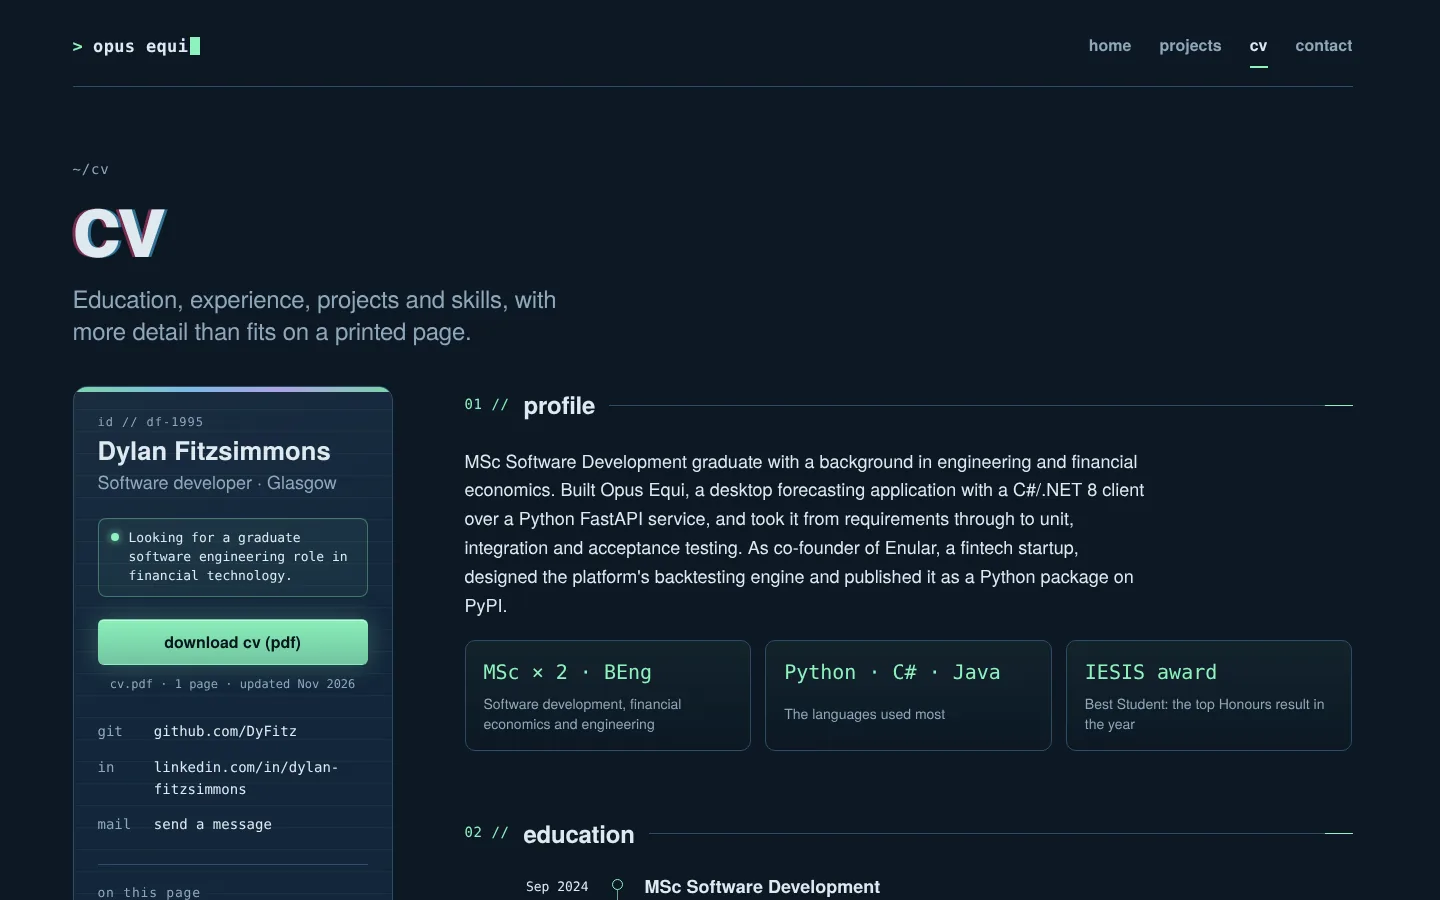 > opus equi
home projects cv contact
~/cv
cv
Education, experience, projects and skills, with
more detail than fits on a printed page.
id // df-1995
Dylan Fitzsimmons
Software developer · Glasgow
Looking for a graduate
software engineering role in
financial technology.
download cv (pdf)
cv.pdf · 1 page · updated Nov 2026
git github.com/DyFitz
in linkedin.com/in/dylan-
fitzsimmons
mail send a message
on this page
01 // profile
MSc Software Development graduate with a background in engineering and financial
economics. Built Opus Equi, a desktop forecasting application with a C#/.NET 8 client
over a Python FastAPI service, and took it from requirements through to unit,
integration and acceptance testing. As co-founder of Enular, a fintech startup,
designed the platform's backtesting engine and published it as a Python package on
PyPI.
MSc × 2 · BEng
Software development, financial
economics and engineering
Python · C# · Java
The languages used most
IESIS award
Best Student: the top Honours result in
the year
02 // education
Sep 2024 MSc Software Development